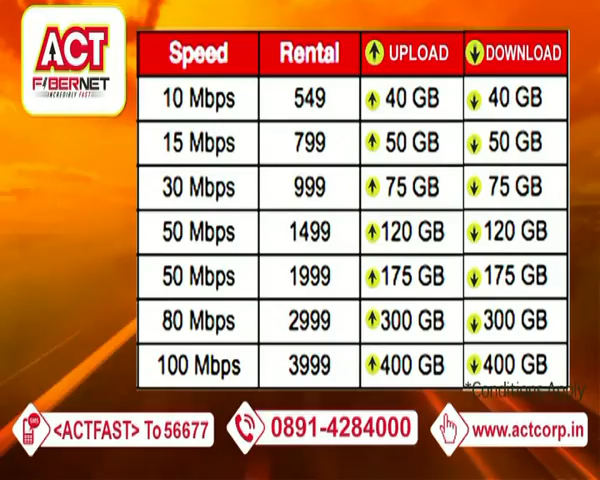 ACT
FIBERNET
INCREDIBLY FAST
Speed Rental UPLOAD DOWNLOAD
10 Mbps 549 40 GB 40 GB
15 Mbps 799 50 GB 50 GB
30 Mbps 999 75 GB 75 GB
50 Mbps 1499 120 GB 120 GB
50 Mbps 1999 175 GB 175 GB
80 Mbps 2999 300 GB 300 GB
100 Mbps 3999 400 GB 400 GB
*Conditions Apply
SMS <ACTFAST> To 56677 0891-4284000 www.actcorp.in